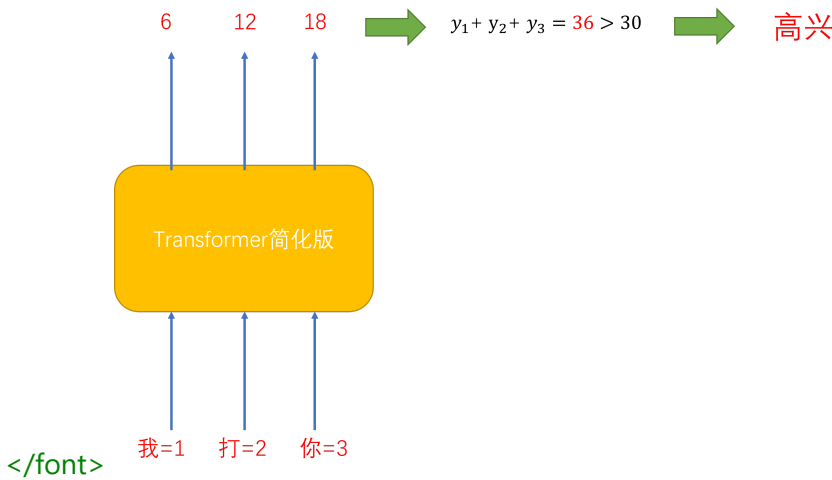 6 12 18 y₁+ y₂+ y₃ = 36 > 30 高兴
Transformer简化版
我=1 打=2 你=3
</font>